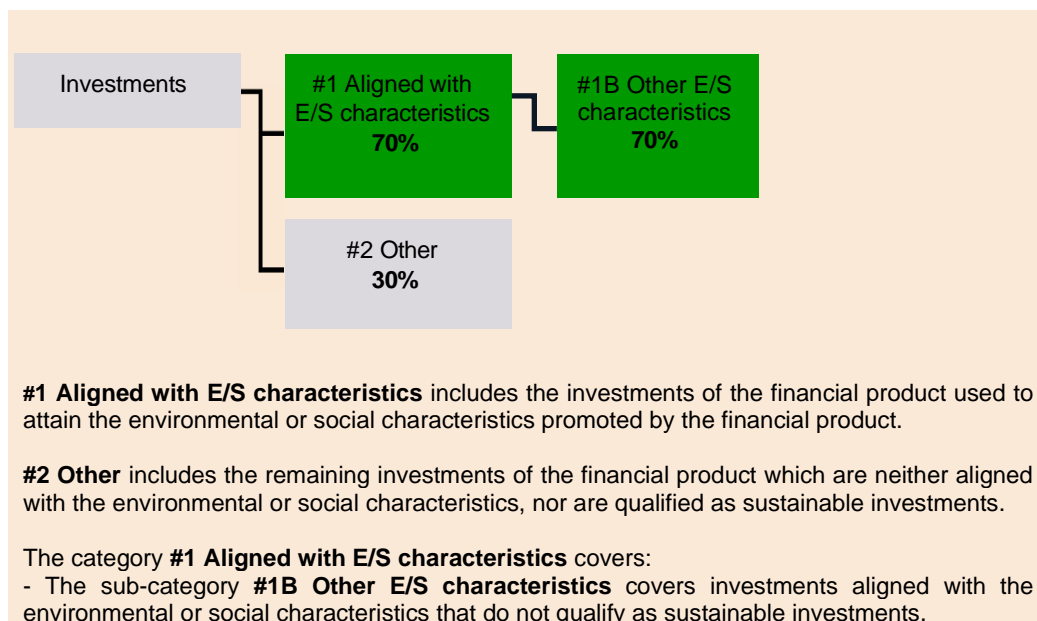 Investments
#1 Aligned with
E/S characteristics
70%
#1B Other E/S
characteristics
70%
#2 Other
30%
#1 Aligned with E/S characteristics includes the investments of the financial product used to
attain the environmental or social characteristics promoted by the financial product.
#2 Other includes the remaining investments of the financial product which are neither aligned
with the environmental or social characteristics, nor are qualified as sustainable investments.
The category #1 Aligned with E/S characteristics covers:
- The sub-category #1B Other E/S characteristics covers investments aligned with the
environmental or social characteristics that do not qualify as sustainable investments.